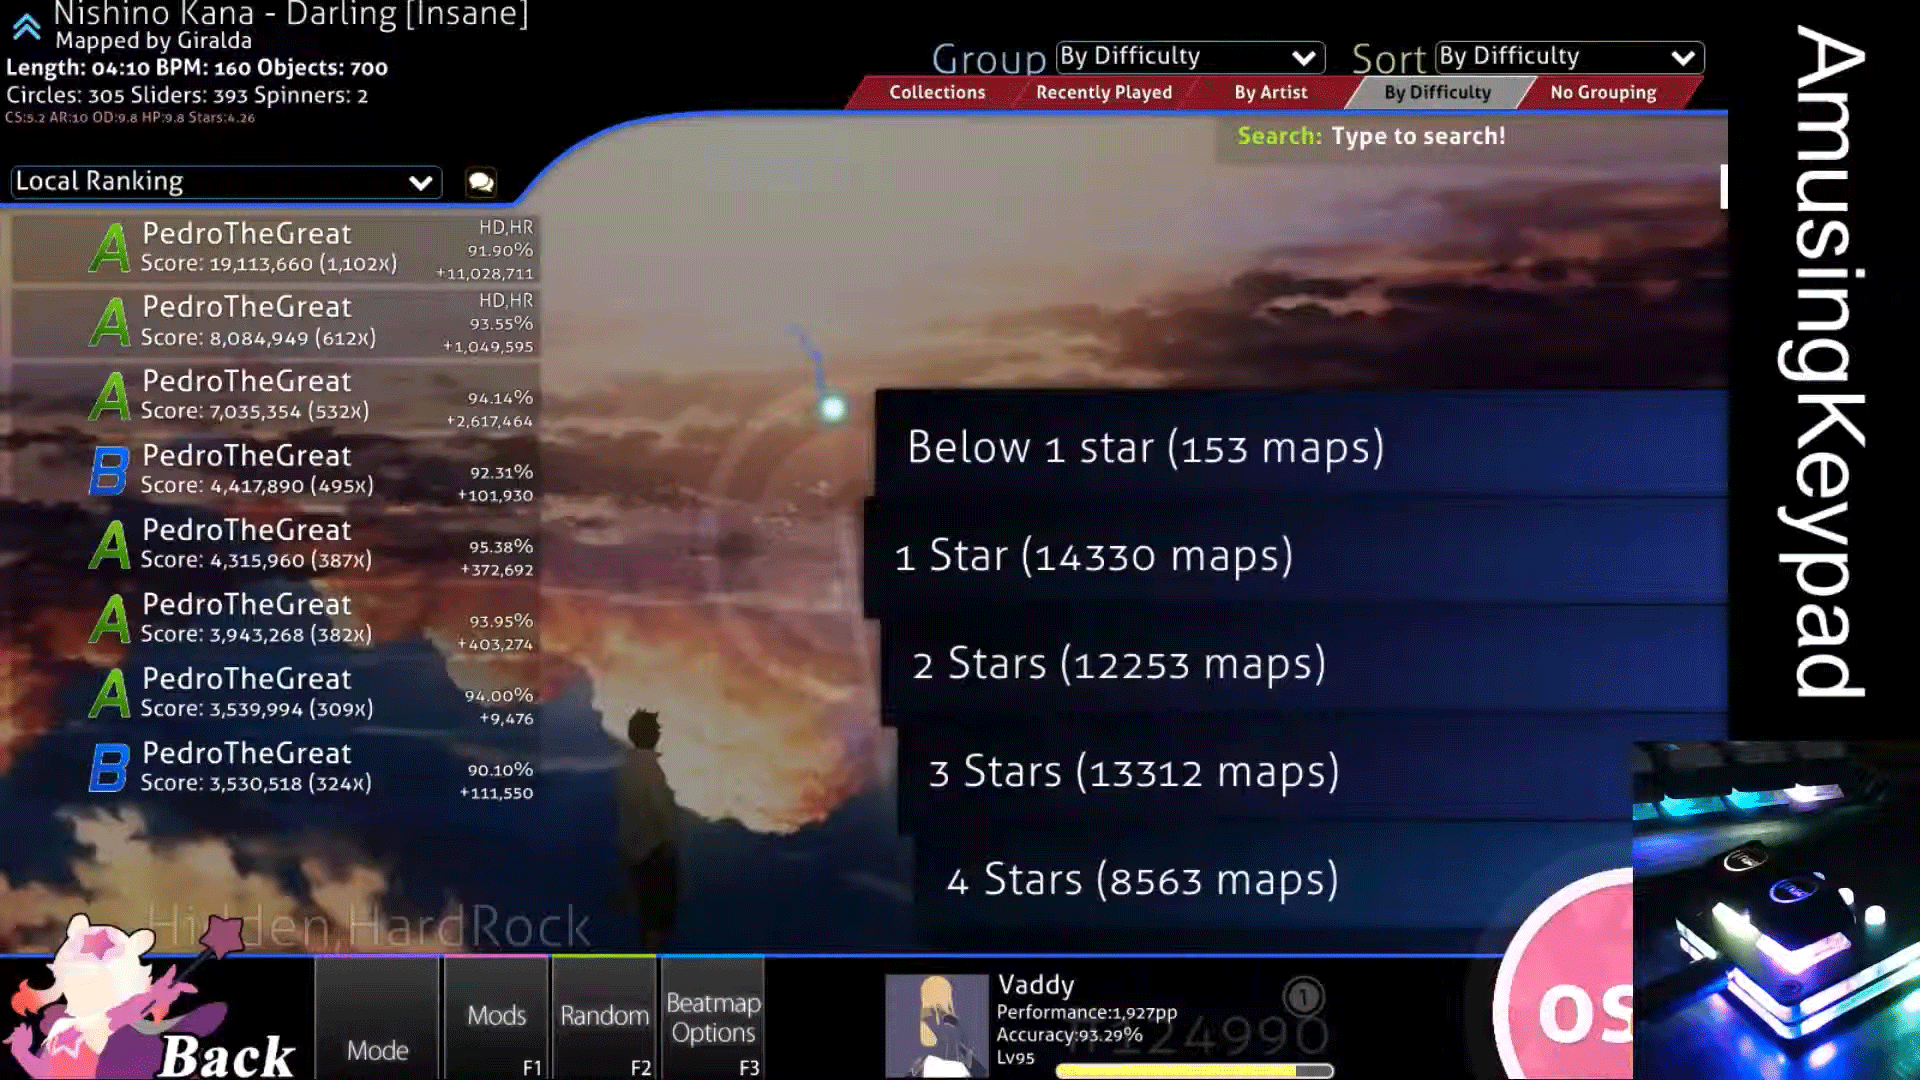 Nishino Kana - Darling [Insane]
Mapped by Giralda
Length: 04:10 BPM: 160 Objects: 700
Circles: 305 Sliders: 393 Spinners: 2
CS:5.2 AR:10 OD:9.8 HP:9.8 Stars:4.26
Group By Difficulty
Sort By Difficulty
Collections
Recently Played
By Artist
By Difficulty
No Grouping
Search: Type to search!
Local Ranking
A PedroTheGreat HD,HR
Score: 19,113,660 (1,102x) 91.90%
+11,028,711
A PedroTheGreat HD,HR
Score: 8,084,949 (612x) 93.55%
+1,049,595
A PedroTheGreat
Score: 7,035,354 (532x) 94.14%
+2,617,464
B PedroTheGreat
Score: 4,417,890 (495x) 92.31%
+101,930
A PedroTheGreat
Score: 4,315,960 (387x) 95.38%
+372,692
A PedroTheGreat
Score: 3,943,268 (382x) 93.95%
+403,274
A PedroTheGreat
Score: 3,539,994 (309x) 94.00%
+9,476
B PedroTheGreat
Score: 3,530,518 (324x) 90.10%
+111,550
Below 1 star (153 maps)
1 Star (14330 maps)
2 Stars (12253 maps)
3 Stars (13312 maps)
4 Stars (8563 maps)
Hidden,HardRock
Back
Mode
Mods
F1
Random
F2
Beatmap
Options
F3
Vaddy
Performance:1,927pp
Accuracy:93.29%
Lv95
#124990
1
os
AmusingKeypad